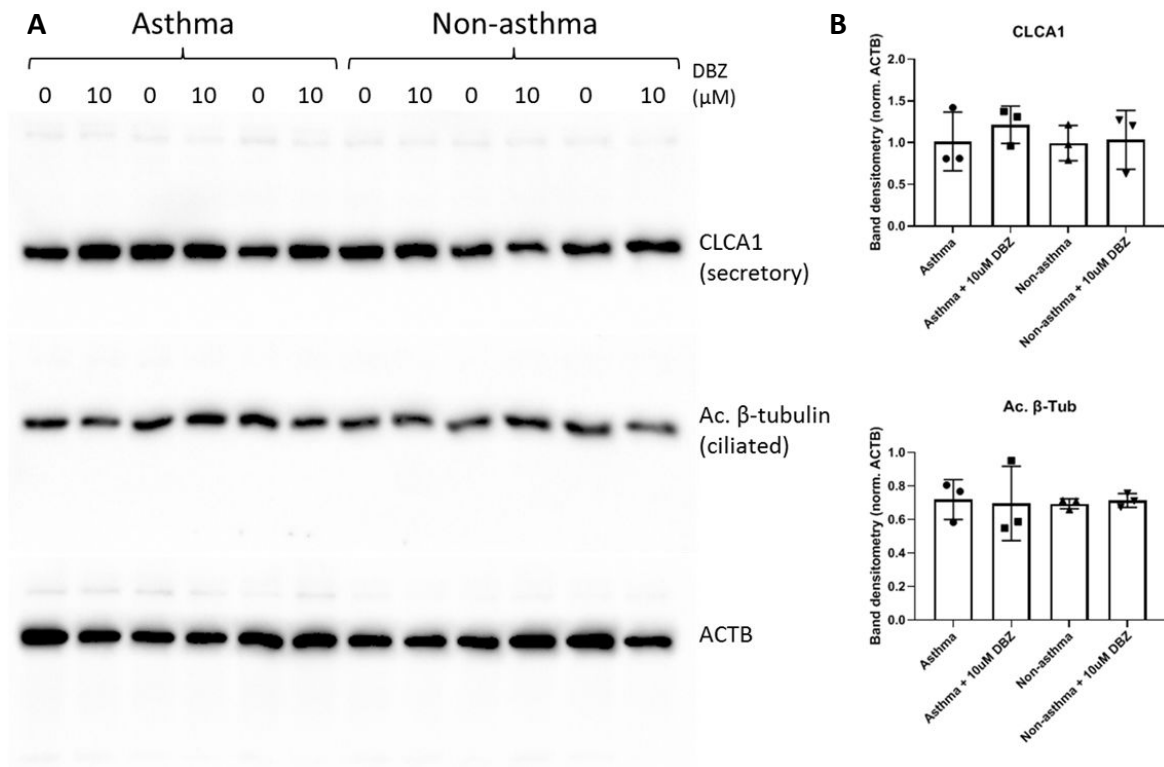 A
Asthma
Non-asthma
DBZ
(µM)
0 10 0 10 0 10 0 10 0 10 0 10
CLCA1
(secretory)
Ac. β-tubulin
(ciliated)
ACTB
B
CLCA1
Band densitometry (norm. ACTB)
2.0
1.5
1.0
0.5
0.0
Asthma
Asthma + 10uM DBZ
Non-asthma
Non-asthma + 10uM DBZ
Ac. β-Tub
Band densitometry (norm. ACTB)
1.0
0.8
0.6
0.4
0.2
0.0
Asthma
Asthma + 10uM DBZ
Non-asthma
Non-asthma + 10uM DBZ